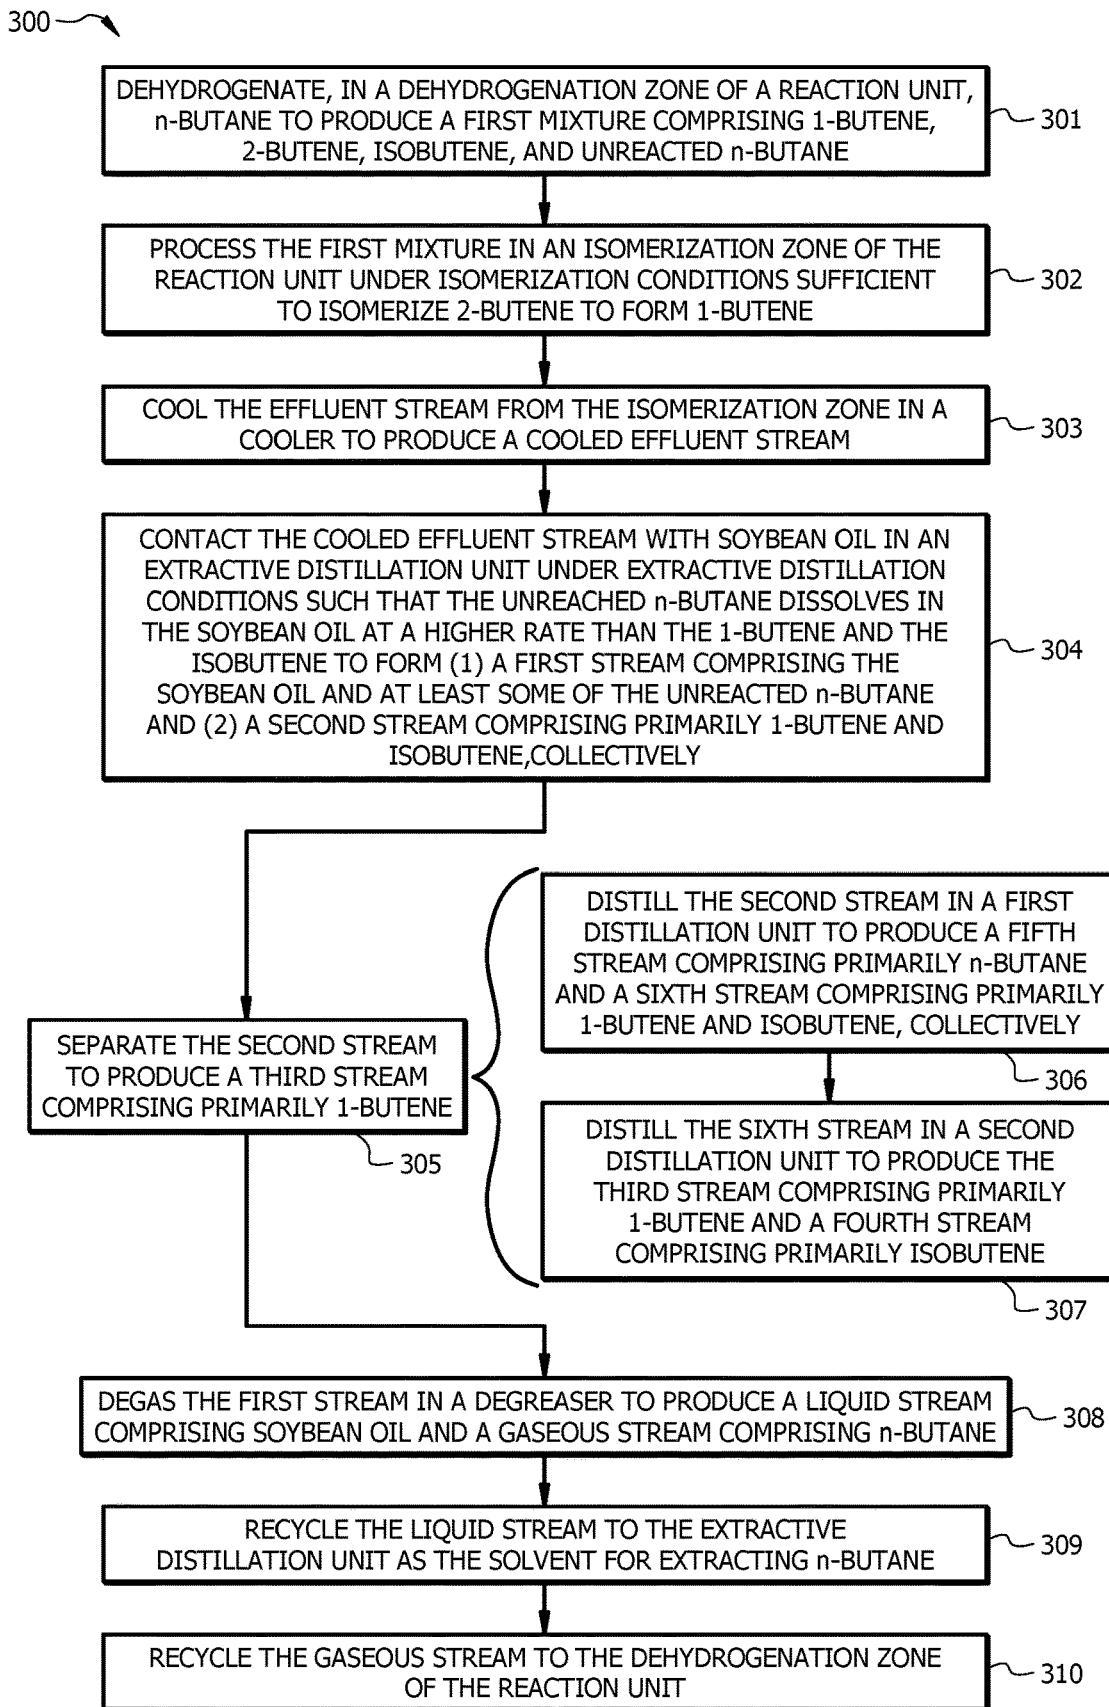 300
DEHYDROGENATE, IN A DEHYDROGENATION ZONE OF A REACTION UNIT,
n-BUTANE TO PRODUCE A FIRST MIXTURE COMPRISING 1-BUTENE,
2-BUTENE, ISOBUTENE, AND UNREACTED n-BUTANE
301
PROCESS THE FIRST MIXTURE IN AN ISOMERIZATION ZONE OF THE
REACTION UNIT UNDER ISOMERIZATION CONDITIONS SUFFICIENT
TO ISOMERIZE 2-BUTENE TO FORM 1-BUTENE
302
COOL THE EFFLUENT STREAM FROM THE ISOMERIZATION ZONE IN A
COOLER TO PRODUCE A COOLED EFFLUENT STREAM
303
CONTACT THE COOLED EFFLUENT STREAM WITH SOYBEAN OIL IN AN
EXTRACTIVE DISTILLATION UNIT UNDER EXTRACTIVE DISTILLATION
CONDITIONS SUCH THAT THE UNREACHED n-BUTANE DISSOLVES IN
THE SOYBEAN OIL AT A HIGHER RATE THAN THE 1-BUTENE AND THE
ISOBUTENE TO FORM (1) A FIRST STREAM COMPRISING THE
SOYBEAN OIL AND AT LEAST SOME OF THE UNREACTED n-BUTANE
AND (2) A SECOND STREAM COMPRISING PRIMARILY 1-BUTENE AND
ISOBUTENE,COLLECTIVELY
304
SEPARATE THE SECOND STREAM
TO PRODUCE A THIRD STREAM
COMPRISING PRIMARILY 1-BUTENE
305
DISTILL THE SECOND STREAM IN A FIRST
DISTILLATION UNIT TO PRODUCE A FIFTH
STREAM COMPRISING PRIMARILY n-BUTANE
AND A SIXTH STREAM COMPRISING PRIMARILY
1-BUTENE AND ISOBUTENE, COLLECTIVELY
306
DISTILL THE SIXTH STREAM IN A SECOND
DISTILLATION UNIT TO PRODUCE THE
THIRD STREAM COMPRISING PRIMARILY
1-BUTENE AND A FOURTH STREAM
COMPRISING PRIMARILY ISOBUTENE
307
DEGAS THE FIRST STREAM IN A DEGREASER TO PRODUCE A LIQUID STREAM
COMPRISING SOYBEAN OIL AND A GASEOUS STREAM COMPRISING n-BUTANE
308
RECYCLE THE LIQUID STREAM TO THE EXTRACTIVE
DISTILLATION UNIT AS THE SOLVENT FOR EXTRACTING n-BUTANE
309
RECYCLE THE GASEOUS STREAM TO THE DEHYDROGENATION ZONE
OF THE REACTION UNIT
310